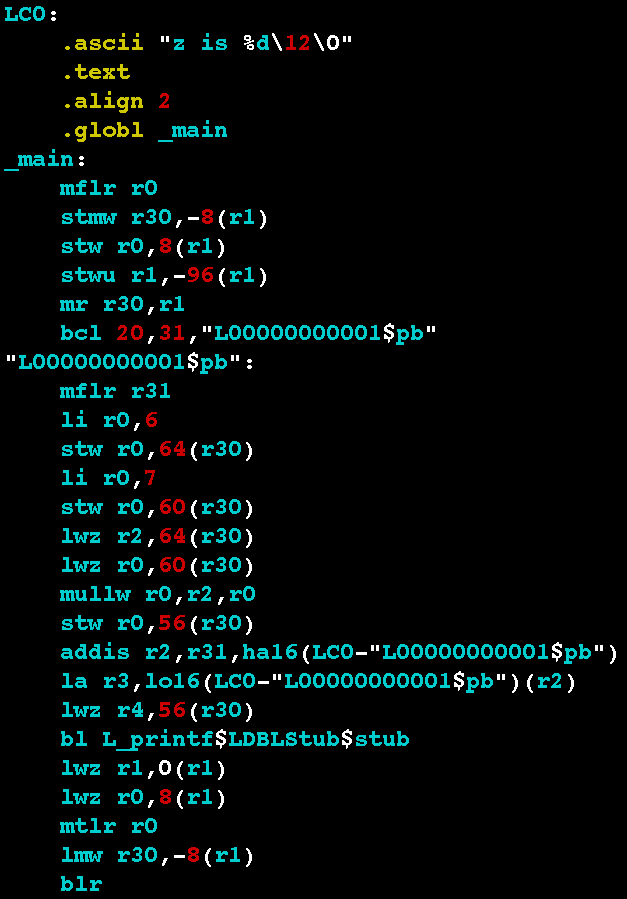 LC0:
.ascii "z is %d\12\0"
.text
.align 2
.globl _main
_main:
mflr r0
stmw r30,-8(r1)
stw r0,8(r1)
stwu r1,-96(r1)
mr r30,r1
bcl 20,31,"L00000000001$pb"
"L00000000001$pb":
mflr r31
li r0,6
stw r0,64(r30)
li r0,7
stw r0,60(r30)
lwz r2,64(r30)
lwz r0,60(r30)
mullw r0,r2,r0
stw r0,56(r30)
addis r2,r31,ha16(LC0-"L00000000001$pb")
la r3,lo16(LC0-"L00000000001$pb")(r2)
lwz r4,56(r30)
bl L_printf$LDBLStub$stub
lwz r1,0(r1)
lwz r0,8(r1)
mtlr r0
lmw r30,-8(r1)
blr